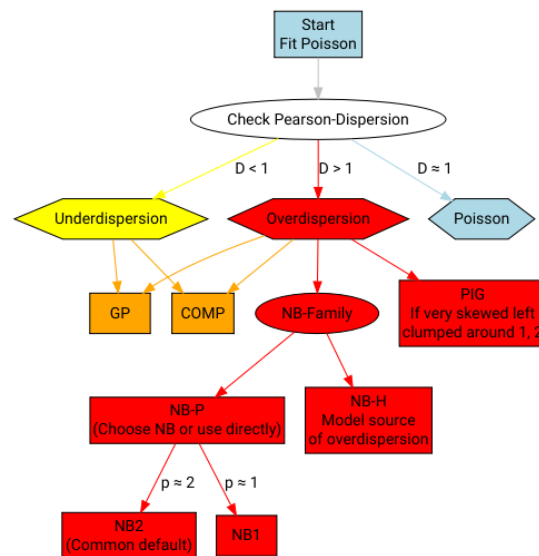 Start
Fit Poisson
Check Pearson-Dispersion
D < 1
D > 1
D ≈ 1
Underdispersion
Overdispersion
Poisson
GP
COMP
NB-Family
PIG
If very skewed left
clumped around 1, 2
NB-P
(Choose NB or use directly)
NB-H
Model source
of overdispersion
p ≈ 2
p ≈ 1
NB2
(Common default)
NB1